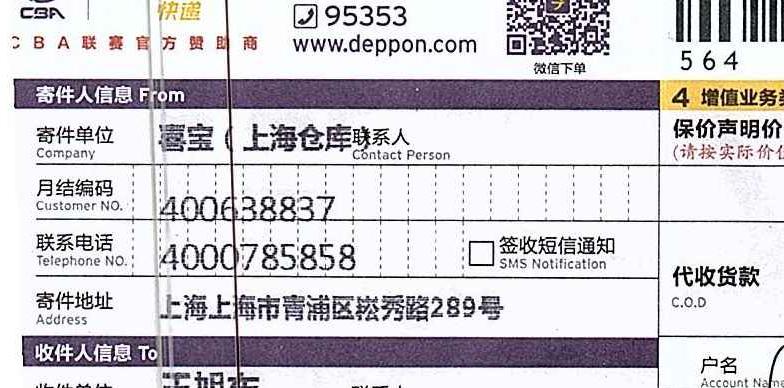 CBA
快递
95353
CBA联赛官方赞助商
www.deppon.com
微信下单
564
寄件人信息 From
4 增值业务
寄件单位 喜宝(上海仓库) 联系人
Company Contact Person
保价声明价
(请按实际价
月结编码
Customer NO. 400638837
联系电话 4000785858 签收短信通知
Telephone NO. SMS Notification
代收货款
C.O.D
寄件地址 上海上海市青浦区崧秀路289号
Address
收件人信息 To
户名
Account Nam